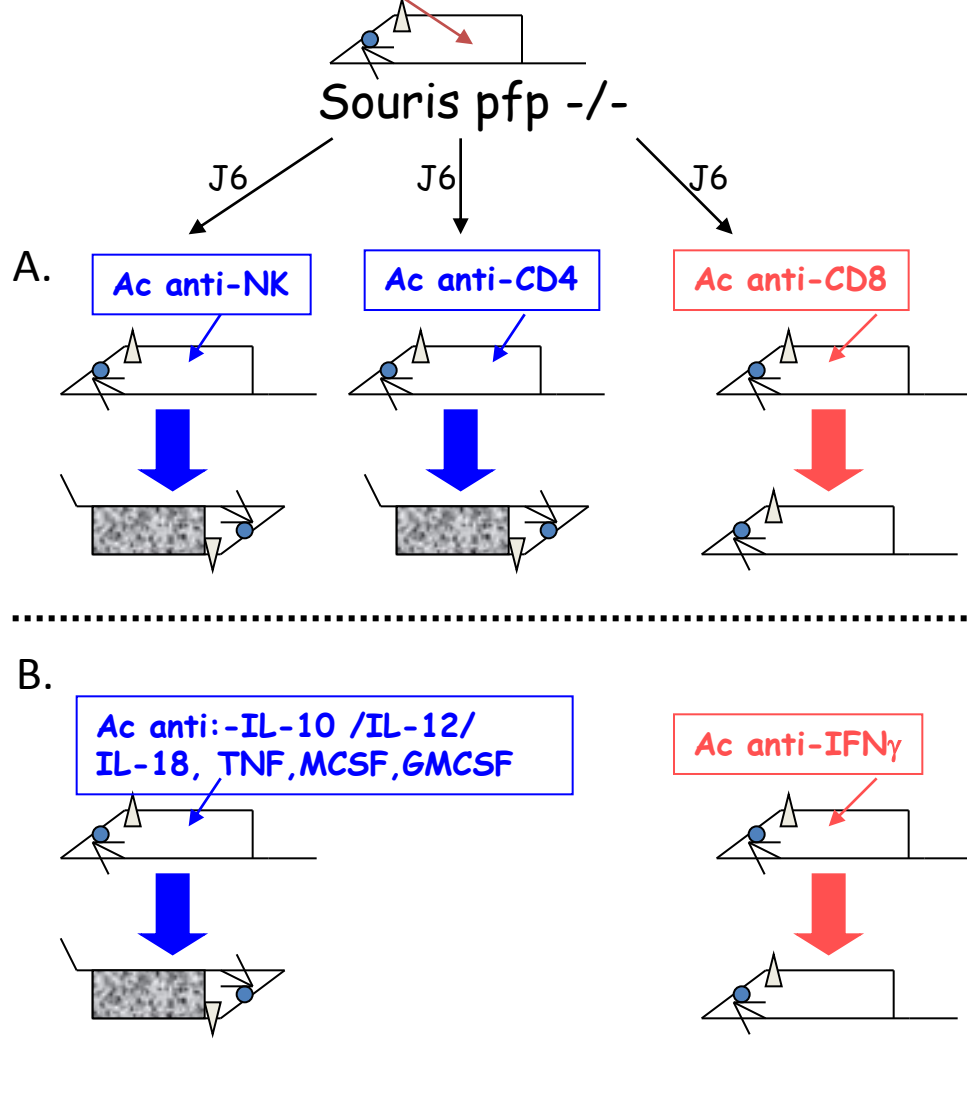 Souris pfp -/-
J6 J6 J6
A.
Ac anti-NK Ac anti-CD4 Ac anti-CD8
B.
Ac anti:-IL-10 /IL-12/
IL-18, TNF,MCSF,GMCSF
Ac anti-IFNγ